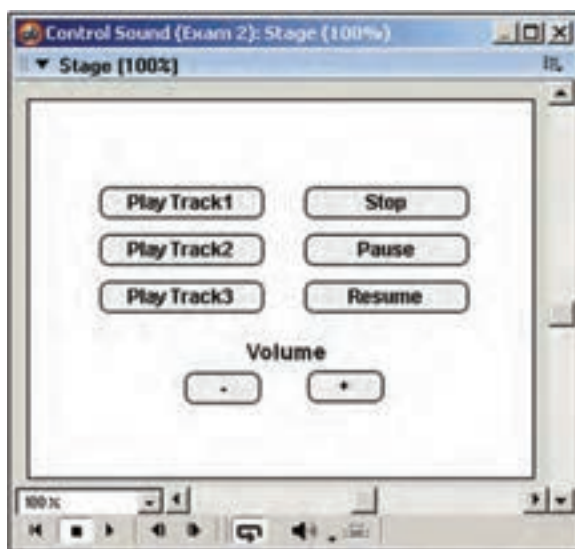 Control Sound (Exam 2): Stage (100%)
Stage (100%)
Play Track1 Stop
Play Track2 Pause
Play Track3 Resume
Volume
- +
100%